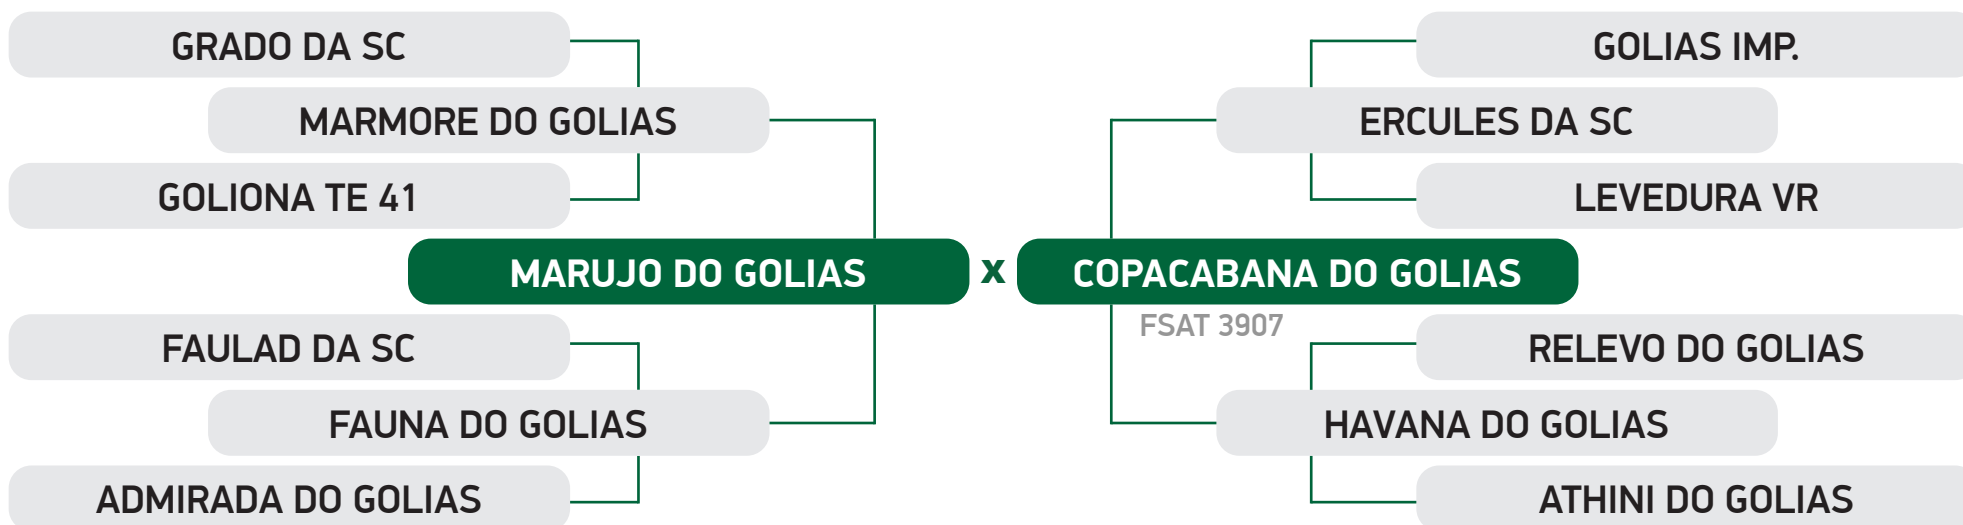 GRADO DA SC
GOLIAS IMP.
MARMORE DO GOLIAS
ERCULES DA SC
GOLIONA TE 41
LEVEDURA VR
MARUJO DO GOLIAS x COPACABANA DO GOLIAS
FSAT 3907
FAULAD DA SC
RELEVO DO GOLIAS
FAUNA DO GOLIAS
HAVANA DO GOLIAS
ADMIRADA DO GOLIAS
ATHINI DO GOLIAS